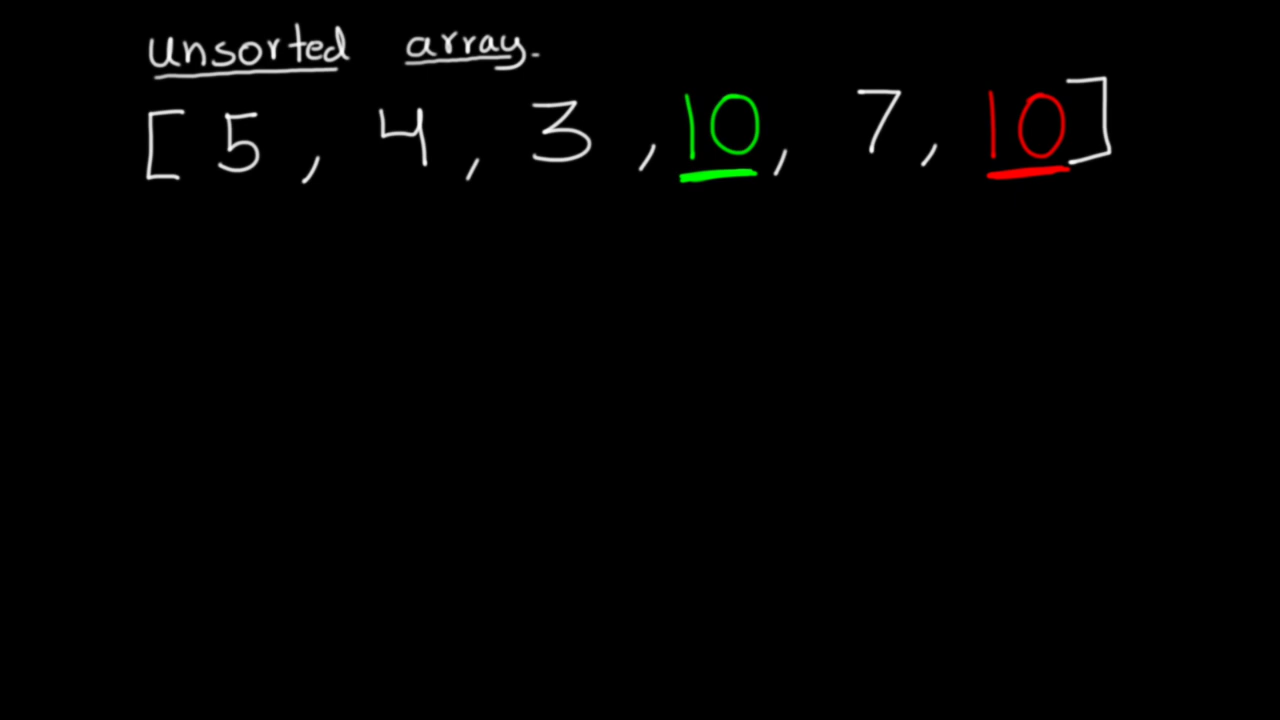 unsorted array.
[ 5, 4, 3, 10, 7, 10]